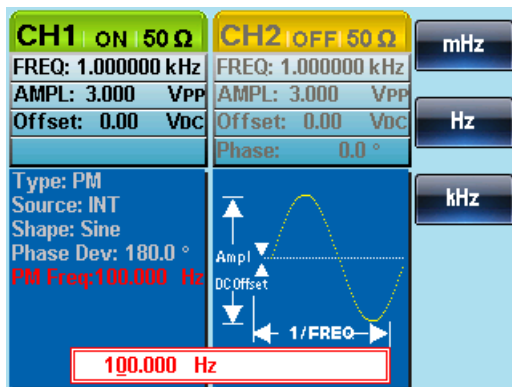 CH1 ON 50 Ω
FREQ: 1.000000 kHz
AMPL: 3.000 VPP
Offset: 0.00 VDC
CH2 OFF 50 Ω
FREQ: 1.000000 kHz
AMPL: 3.000 VPP
Offset: 0.00 VDC
Phase: 0.0 °
Type: PM
Source: INT
Shape: Sine
Phase Dev: 180.0 °
PM Freq:100.000 Hz
Ampl
DC Offset
1/FREQ
100.000 Hz
mHz
Hz
kHz